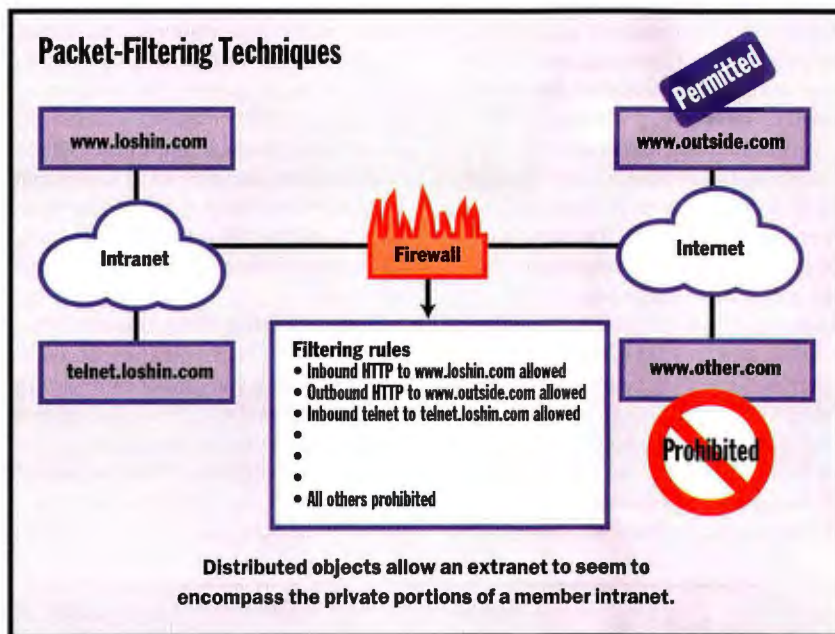 Packet-Filtering Techniques
Permitted
www.loshin.com
www.outside.com
Intranet
Firewall
Internet
telnet.loshin.com
www.other.com
Prohibited
Filtering rules
• Inbound HTTP to www.loshin.com allowed
• Outbound HTTP to www.outside.com allowed
• Inbound telnet to telnet.loshin.com allowed
•
•
•
• All others prohibited
Distributed objects allow an extranet to seem to
encompass the private portions of a member intranet.